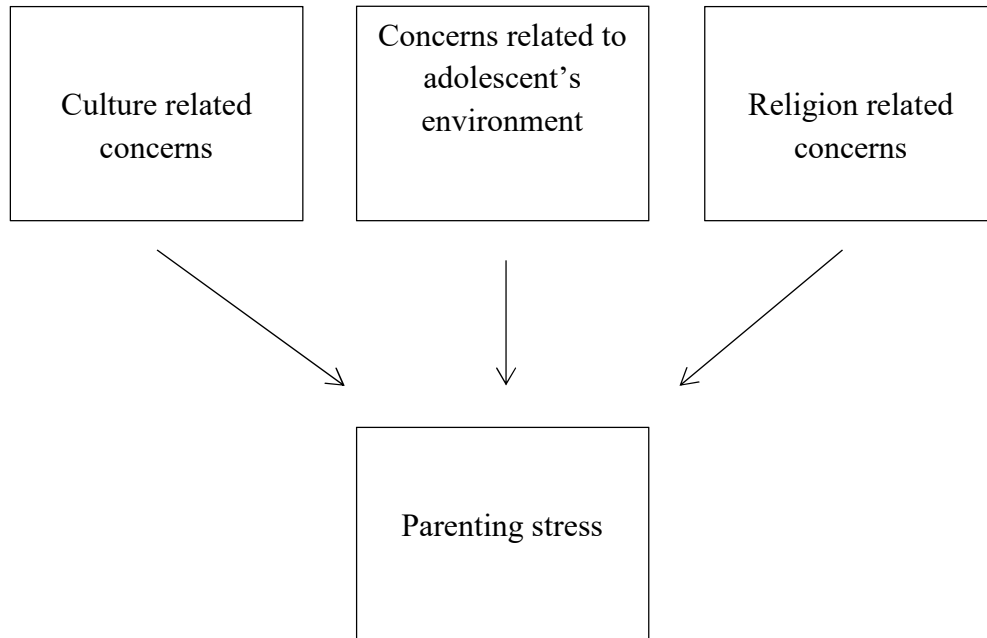 Culture related
concerns
Concerns related to
adolescent’s
environment
Religion related
concerns
Parenting stress